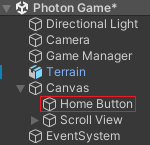 Photon Game*
Directional Light
Camera
Game Manager
Terrain
Canvas
Home Button
Scroll View
EventSystem